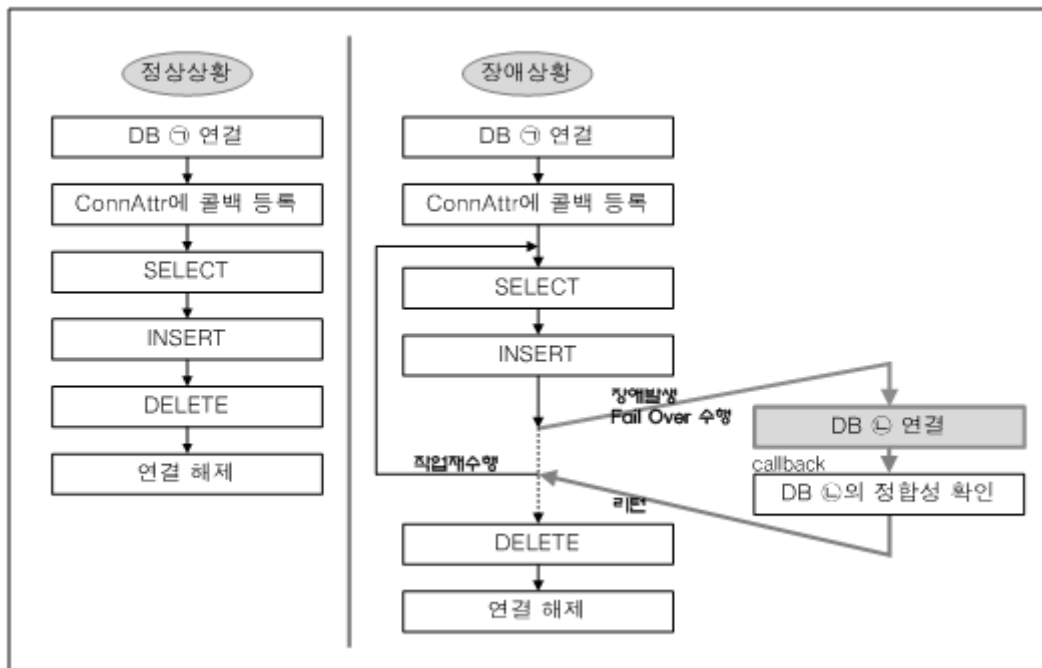 정상상황
DB ㉠ 연결
ConnAttr에 콜백 등록
SELECT
INSERT
DELETE
연결 해제
장애상황
DB ㉠ 연결
ConnAttr에 콜백 등록
SELECT
INSERT
장애발생
Fail Over 수행
DB ㉡ 연결
callback
DB ㉡의 정합성 확인
작업재수행
리턴
DELETE
연결 해제